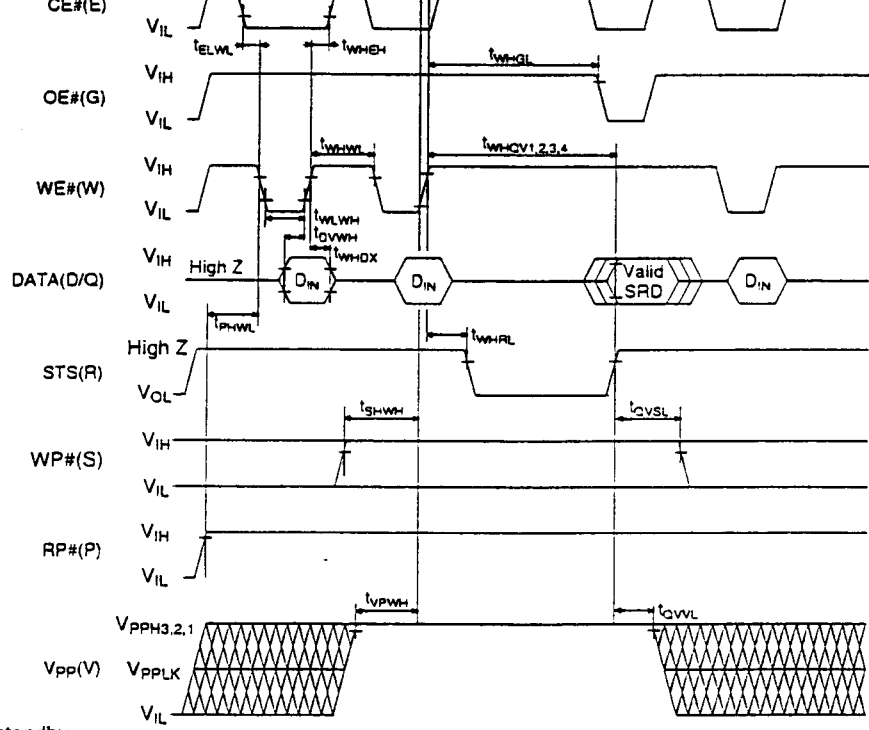 CE#(E)
VIL
tELWL
tWHEH
tWHGL
VIH
OE#(G)
VIL
tWHWL
tWHQV1,2,3,4
VIH
WE#(W)
VIL
tWLWH
tDVWH
tWHDX
VIH
High Z
DATA(D/Q)
DIN
DIN
Valid
SRD
DIN
VIL
tPHWL
tWHRL
High Z
STS(R)
VOL
tSHWH
tQVSL
VIH
WP#(S)
VIL
VIH
RP#(P)
VIL
tVPWH
tQVVL
VPPH3,2,1
VPP(V)
VPPLK
VIL